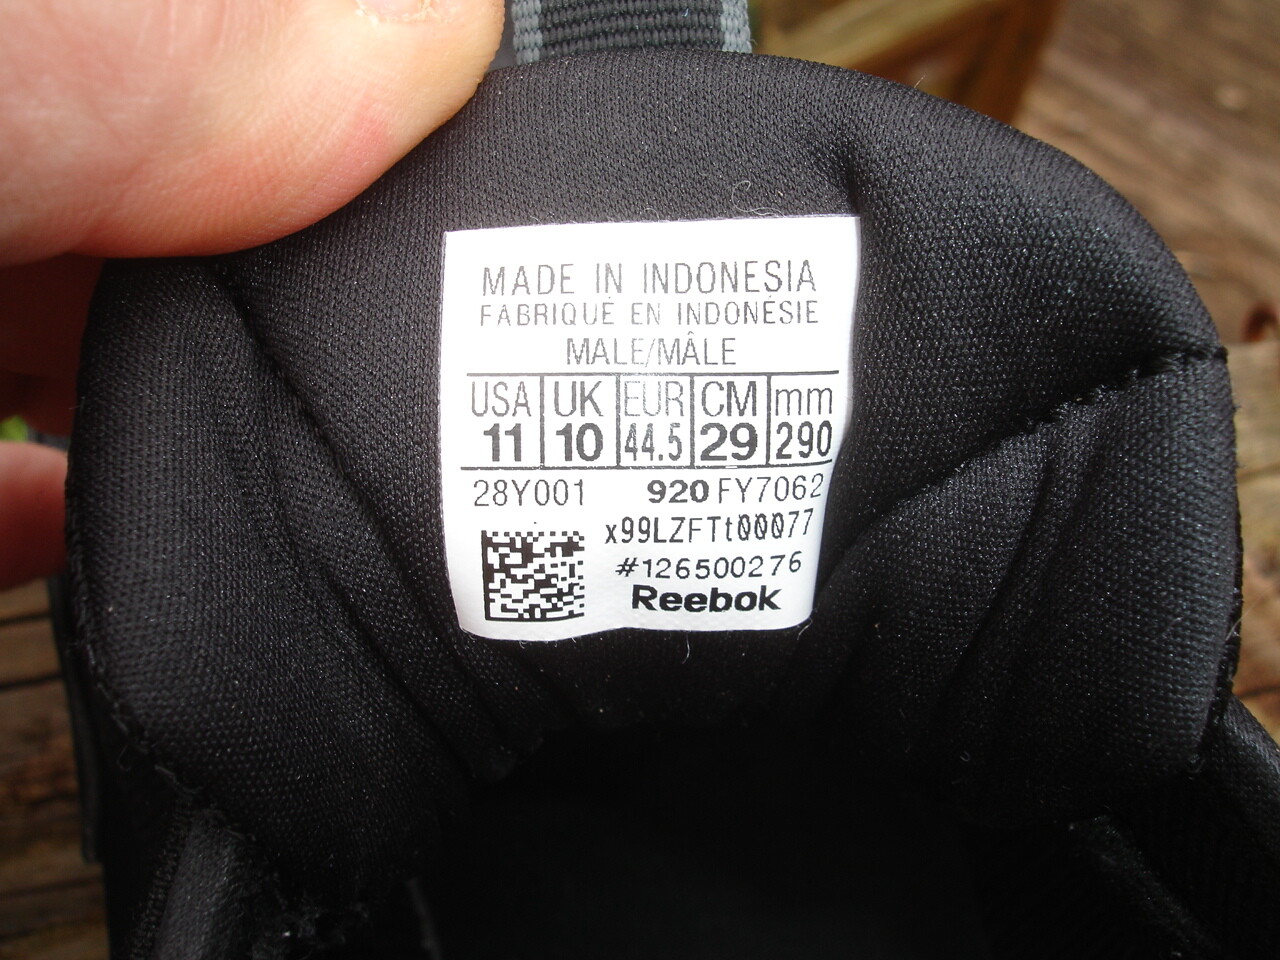 MADE IN INDONESIA
FABRIQUÉ EN INDONÉSIE
MALE/MÂLE
USA UK EUR CM mm
11 10 44.5 29 290
28Y001 920 FY7062
x99LZFTt00077
#126500276
Reebok